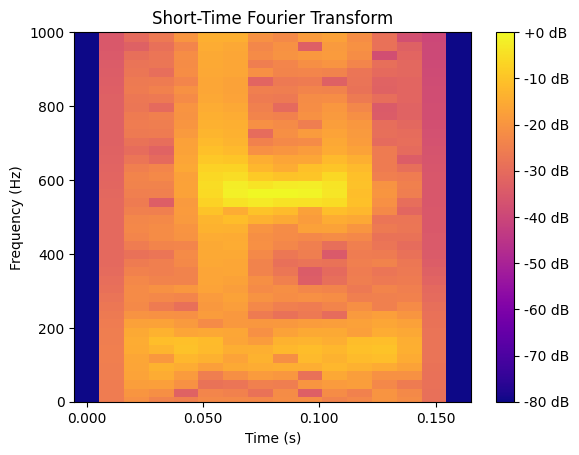 Short-Time Fourier Transform
1000
800
600
400
200
0
Frequency (Hz)
0.000
0.050
0.100
0.150
Time (s)
+0 dB
-10 dB
-20 dB
-30 dB
-40 dB
-50 dB
-60 dB
-70 dB
-80 dB